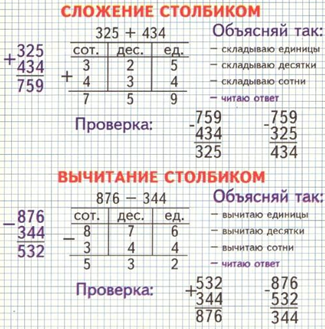 СЛОЖЕНИЕ СТОЛБИКОМ
325 + 434
+325
434
759
сот. дес. ед.
+ 3 2 5
4 3 4
7 5 9
Объясняй так:
– складываю единицы
– складываю десятки
– складываю сотни
– читаю ответ
Проверка:
-759
434
325
-759
325
434
ВЫЧИТАНИЕ СТОЛБИКОМ
876 – 344
–876
344
532
сот. дес. ед.
– 8 7 6
3 4 4
5 3 2
Объясняй так:
– вычитаю единицы
– вычитаю десятки
– вычитаю сотни
– читаю ответ
Проверка:
+532
344
876
-876
532
344